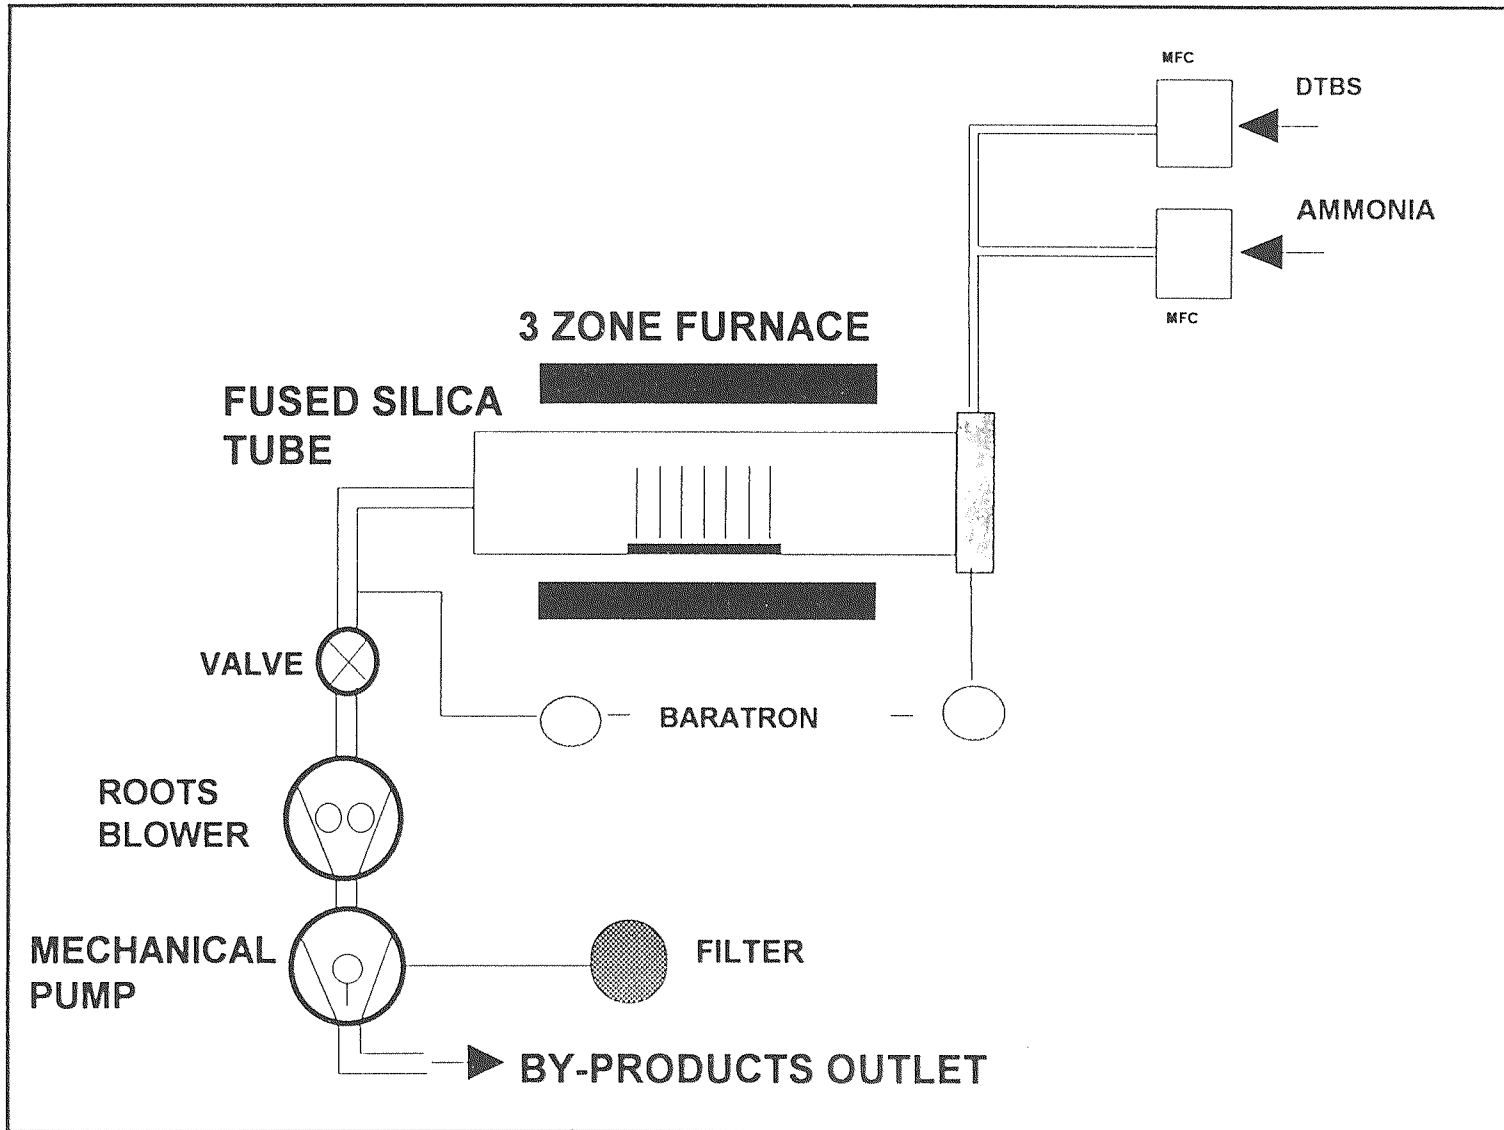 MFC
DTBS
AMMONIA
MFC
3 ZONE FURNACE
FUSED SILICA
TUBE
VALVE
BARATRON
ROOTS
BLOWER
MECHANICAL
PUMP
FILTER
BY-PRODUCTS OUTLET